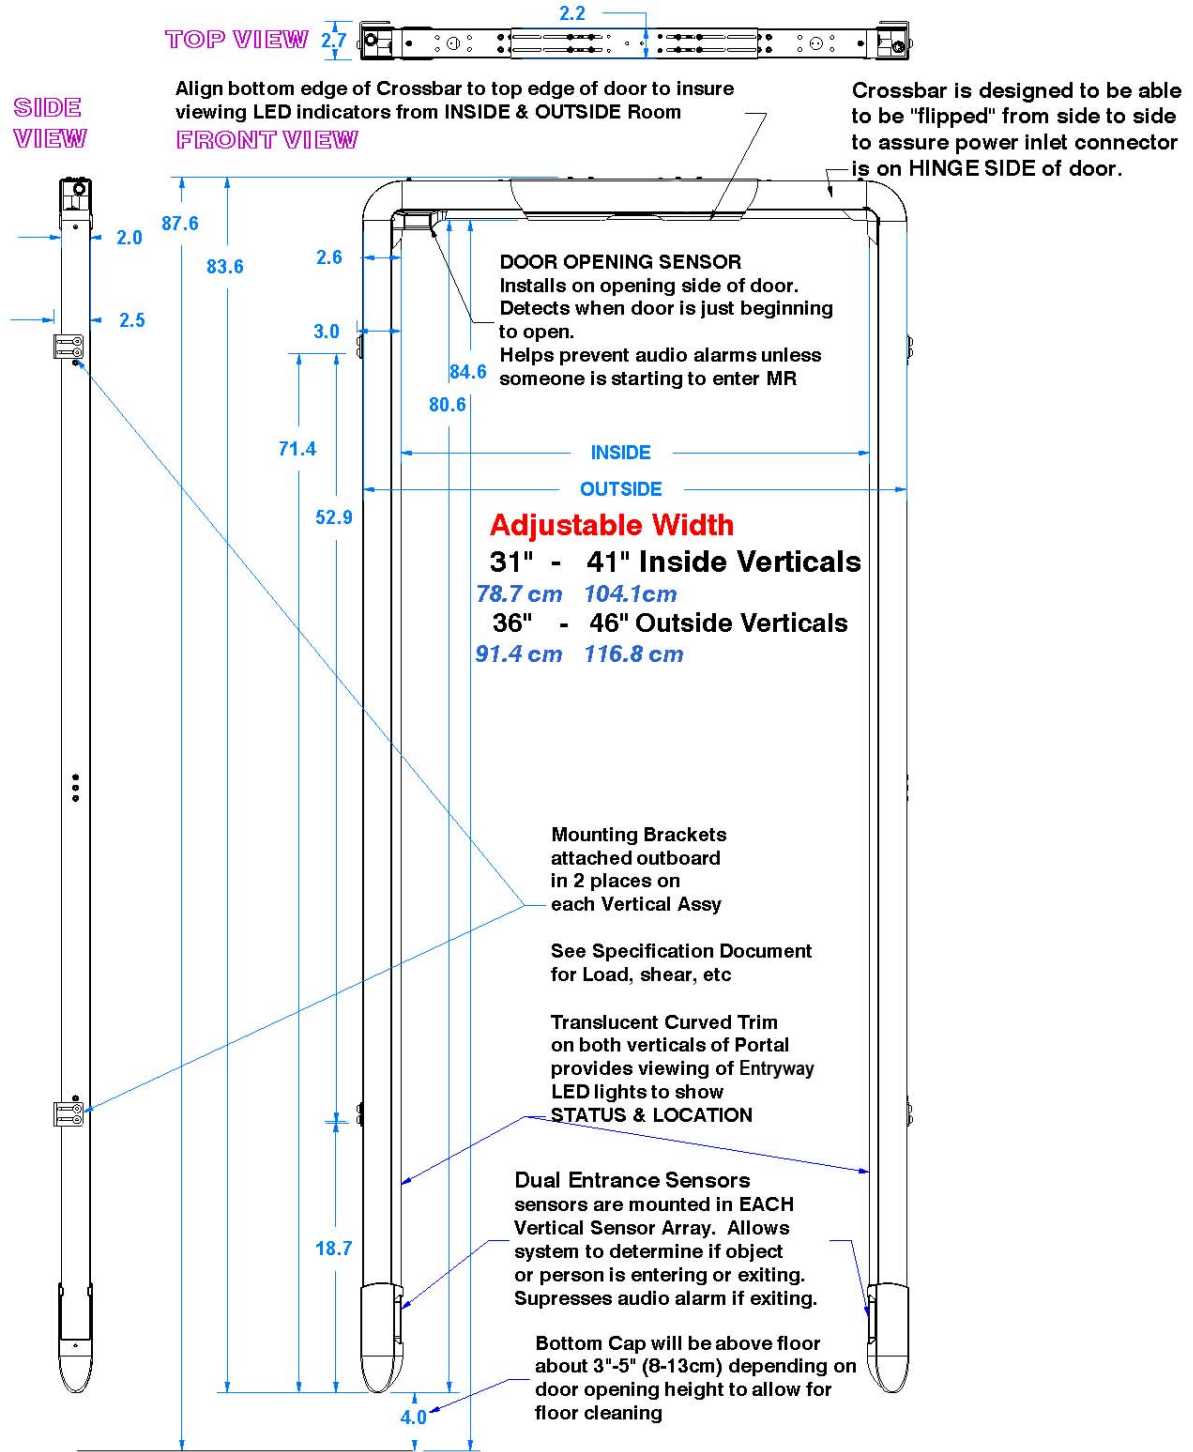 TOP VIEW
2.7
2.2
Align bottom edge of Crossbar to top edge of door to insure
viewing LED indicators from INSIDE & OUTSIDE Room
SIDE
VIEW
FRONT VIEW
Crossbar is designed to be able
to be "flipped" from side to side
to assure power inlet connector
is on HINGE SIDE of door.
87.6
2.0
83.6
2.6
DOOR OPENING SENSOR
Installs on opening side of door.
Detects when door is just beginning
to open.
Helps prevent audio alarms unless
someone is starting to enter MR
2.5
3.0
84.6
80.6
71.4
INSIDE
OUTSIDE
52.9
Adjustable Width
31" - 41" Inside Verticals
78.7 cm 104.1cm
36" - 46" Outside Verticals
91.4 cm 116.8 cm
Mounting Brackets
attached outboard
in 2 places on
each Vertical Assy
See Specification Document
for Load, shear, etc
Translucent Curved Trim
on both verticals of Portal
provides viewing of Entryway
LED lights to show
STATUS & LOCATION
Dual Entrance Sensors
sensors are mounted in EACH
Vertical Sensor Array. Allows
system to determine if object
or person is entering or exiting.
Supresses audio alarm if exiting.
18.7
Bottom Cap will be above floor
about 3"-5" (8-13cm) depending on
door opening height to allow for
floor cleaning
4.0